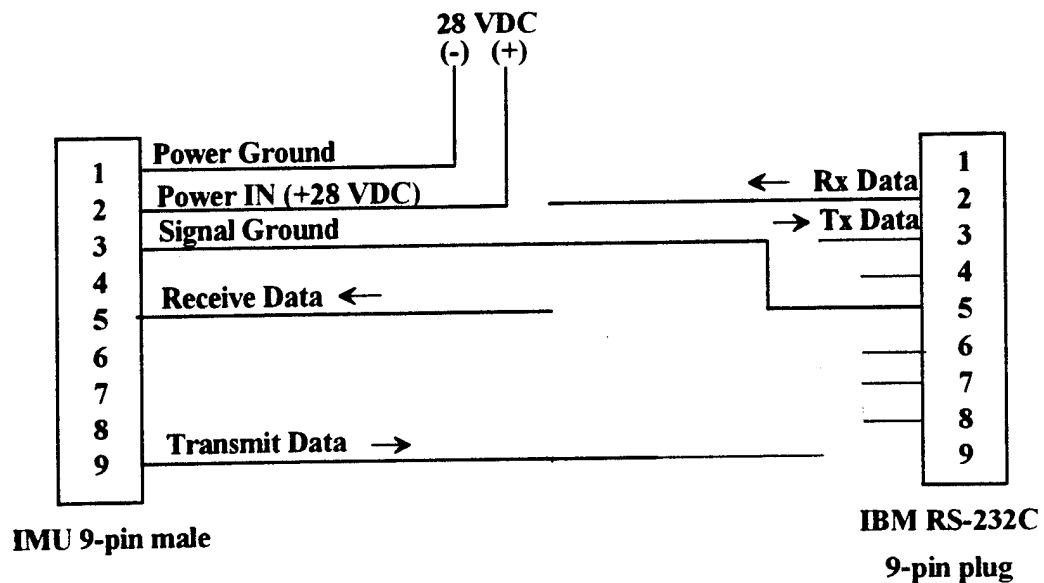 28 VDC
(-) (+)
1 Power Ground
2 Power IN (+28 VDC)
3 Signal Ground
4
5 Receive Data ←
6
7
8
9 Transmit Data →
IMU 9-pin male
1
← Rx Data 2
→ Tx Data 3
4
5
6
7
8
9
IBM RS-232C
9-pin plug